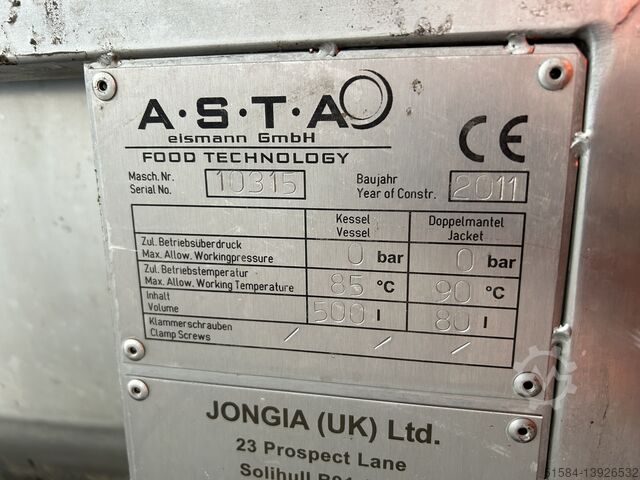 A·S·T·A
eismann GmbH
FOOD TECHNOLOGY
CE
Masch. Nr. 10315 Baujahr 2011
Serial No. Year of Constr.
Kessel Doppelmantel
Vessel Jacket
Zul. Betriebsüberdruck 0 bar 0 bar
Max. Allow. Workingpressure
Zul. Betriebstemperatur 85 °C 90 °C
Max. Allow. Working Temperature
Inhalt 500 l 80 l
Volume
Klammerschrauben / / /
Clamp Screws
JONGIA (UK) Ltd.
23 Prospect Lane
Solihull
51584-13926532